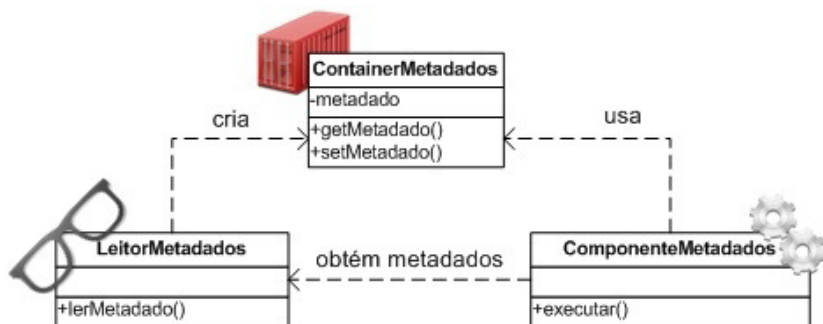 ContainerMetadados
-metadado
+getMetadado()
+setMetadado()
cria
usa
LeitorMetadados
+lerMetadado()
obtém metadados
ComponenteMetadados
+executar()